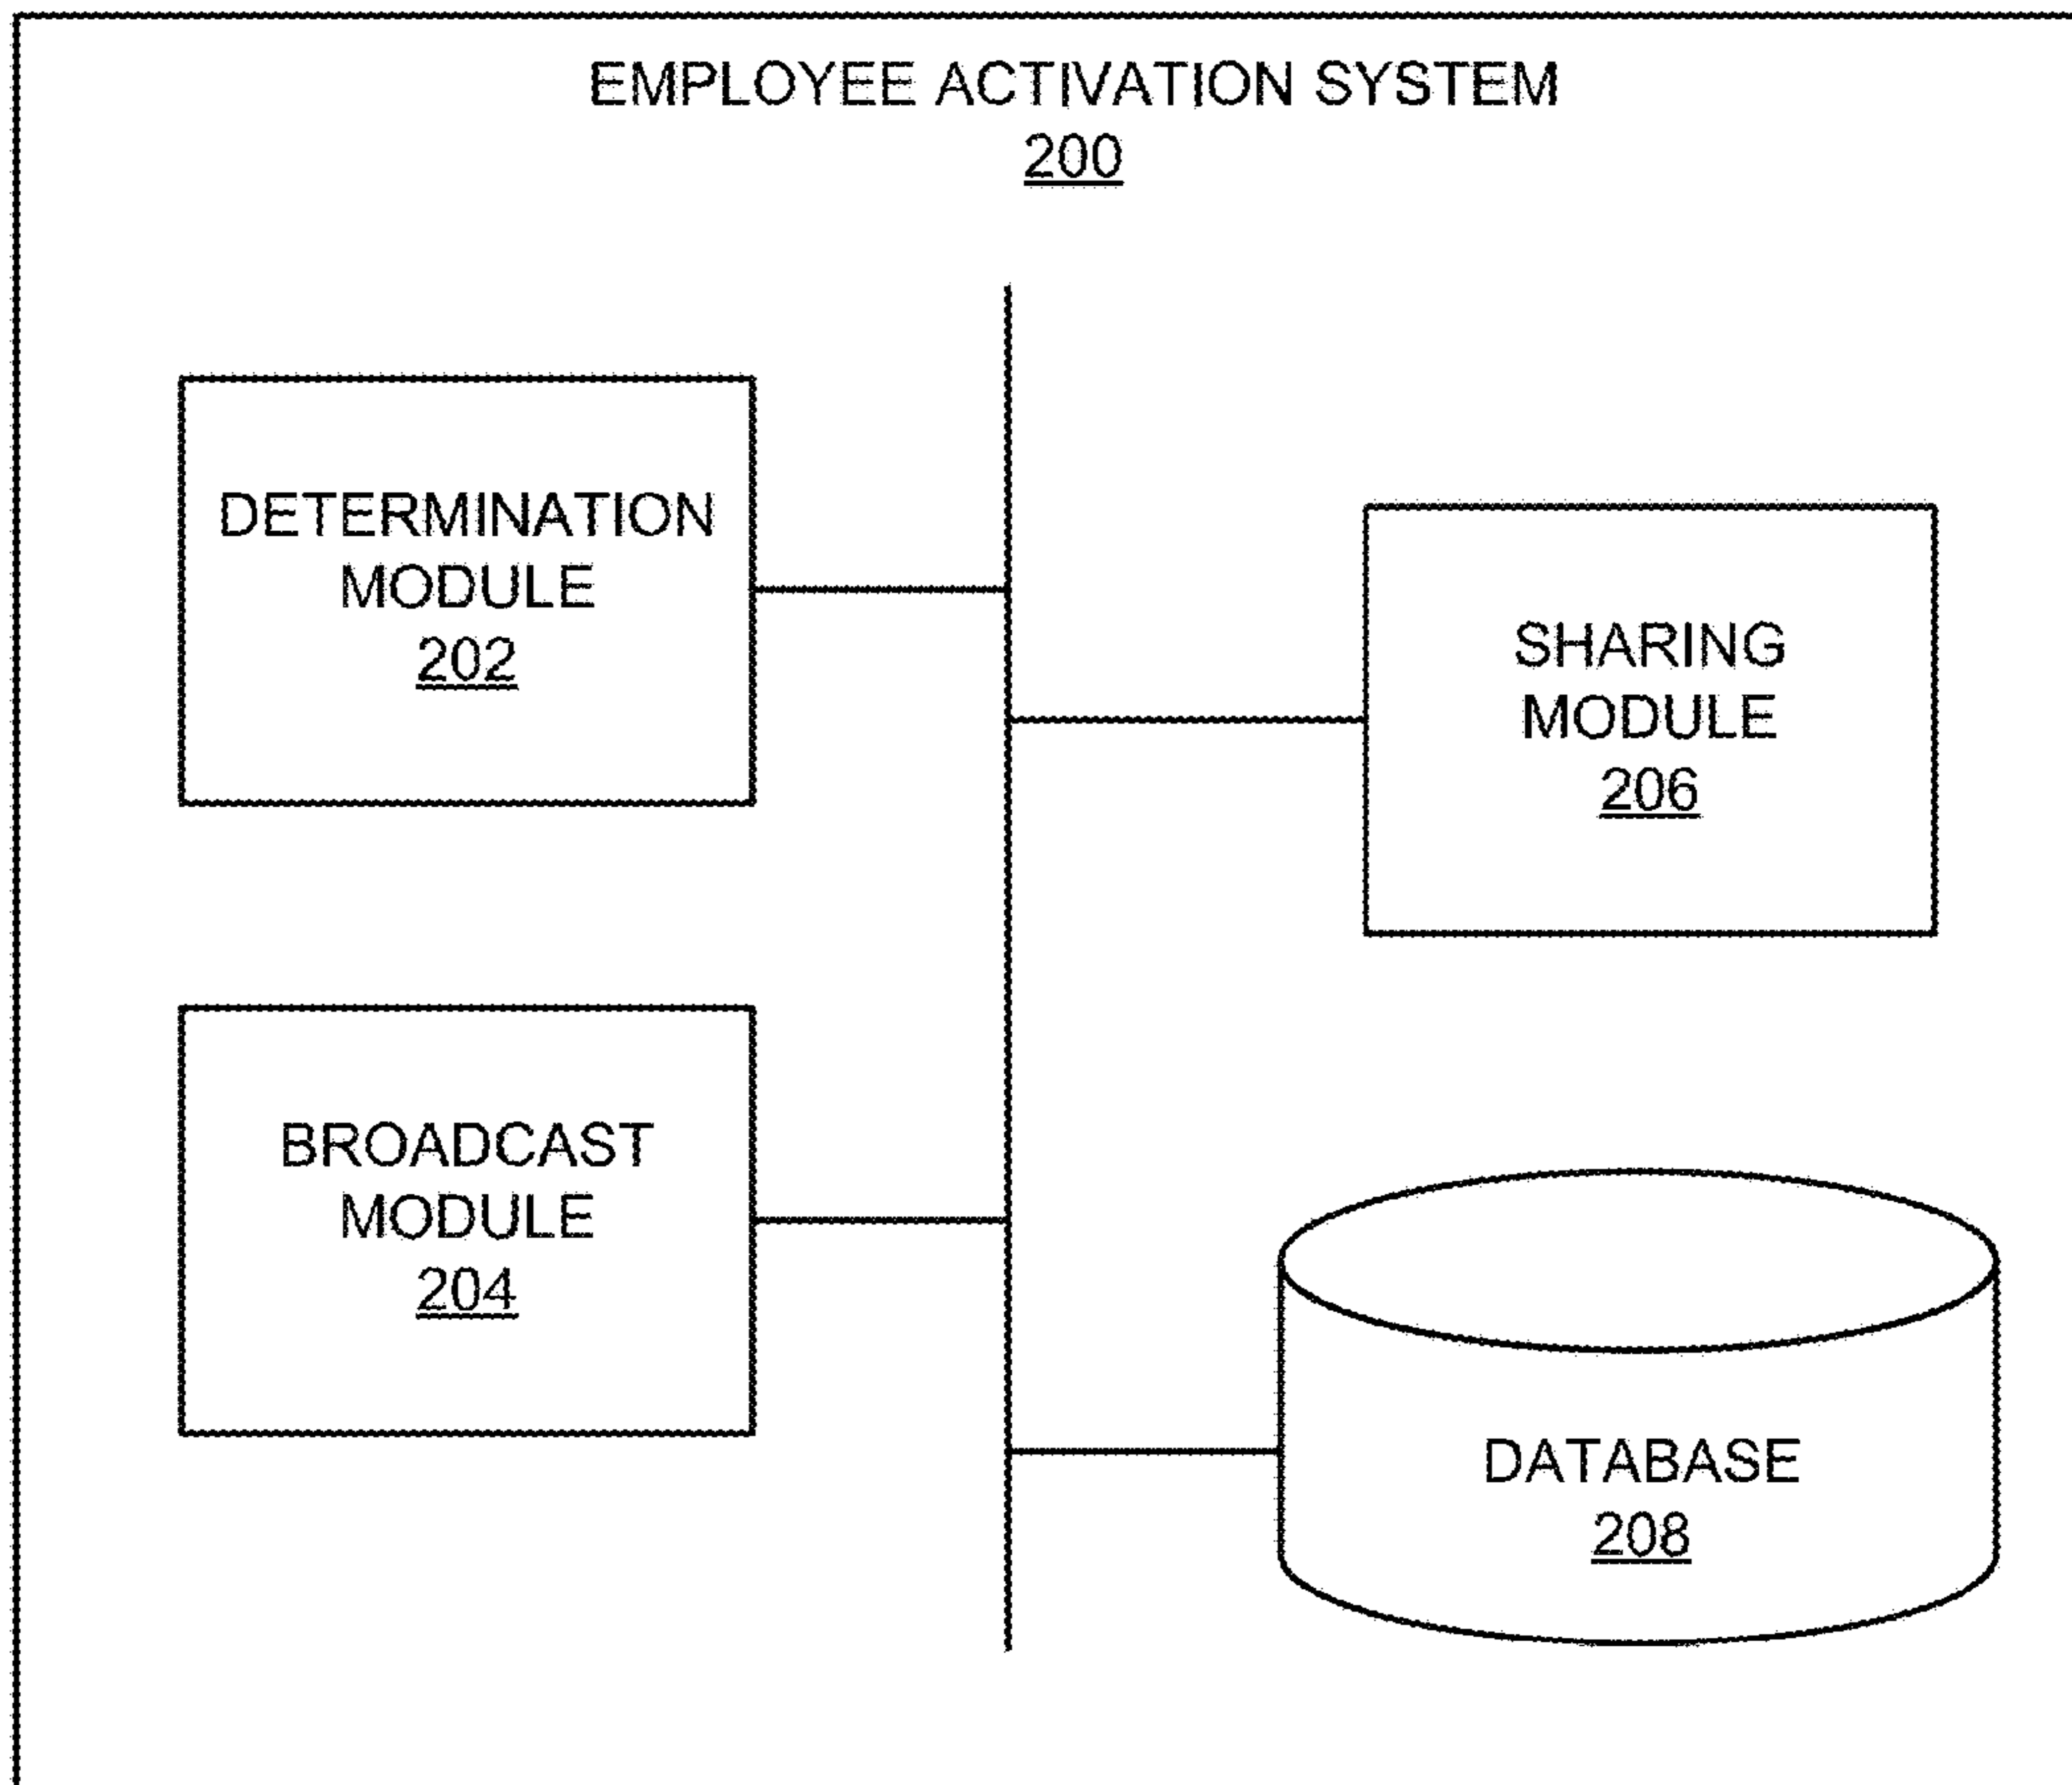 EMPLOYEE ACTIVATION SYSTEM
200
DETERMINATION
MODULE
202
SHARING
MODULE
206
BROADCAST
MODULE
204
DATABASE
208